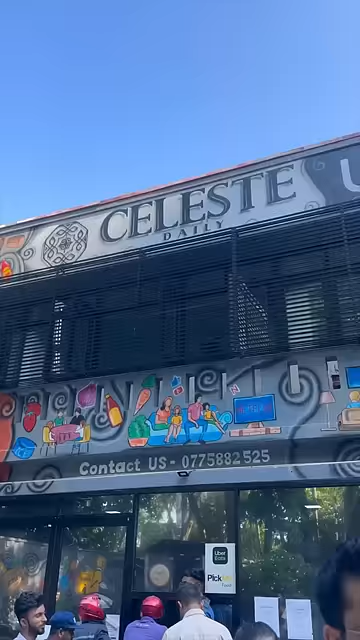 CELESTE
DAILY
U
Contact Us - 0775882525
Uber
Eats
Pick